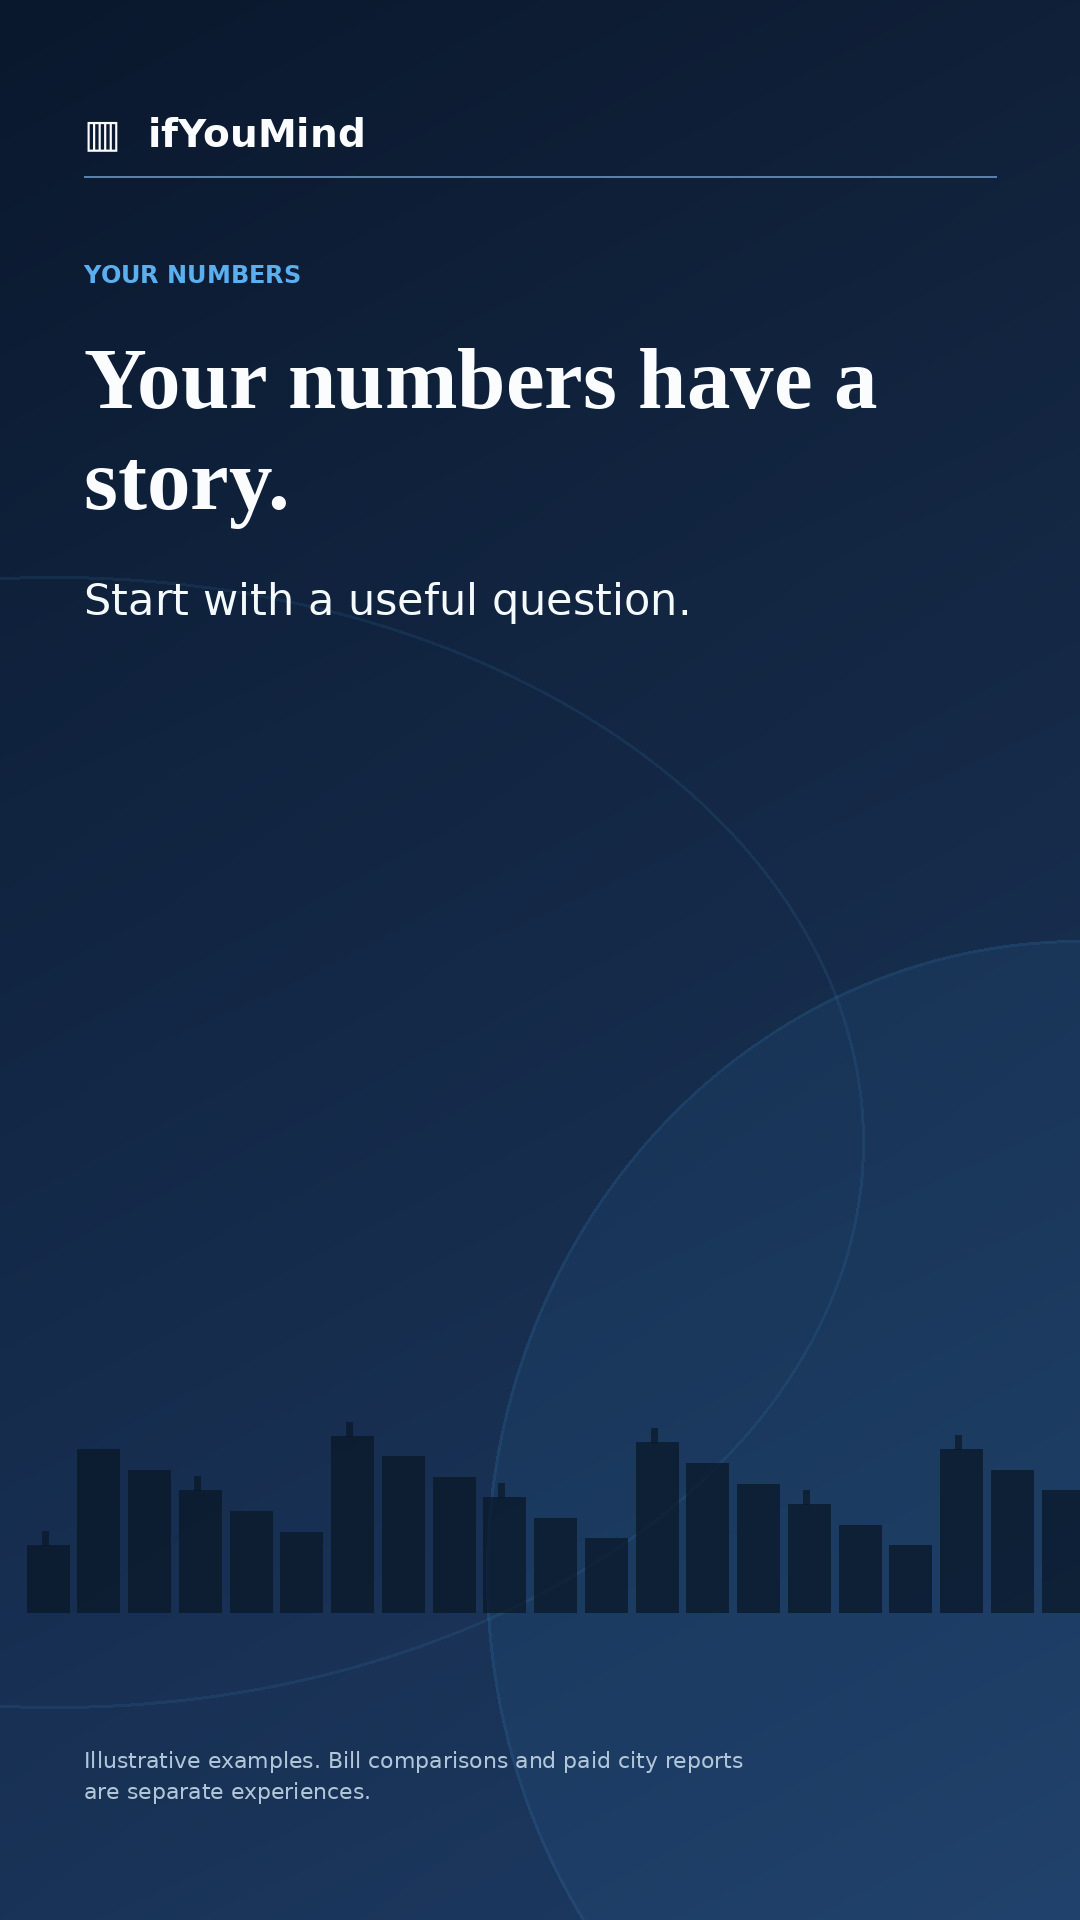 ifYouMind
YOUR NUMBERS
Your numbers have a
story.
Start with a useful question.
Illustrative examples. Bill comparisons and paid city reports
are separate experiences.